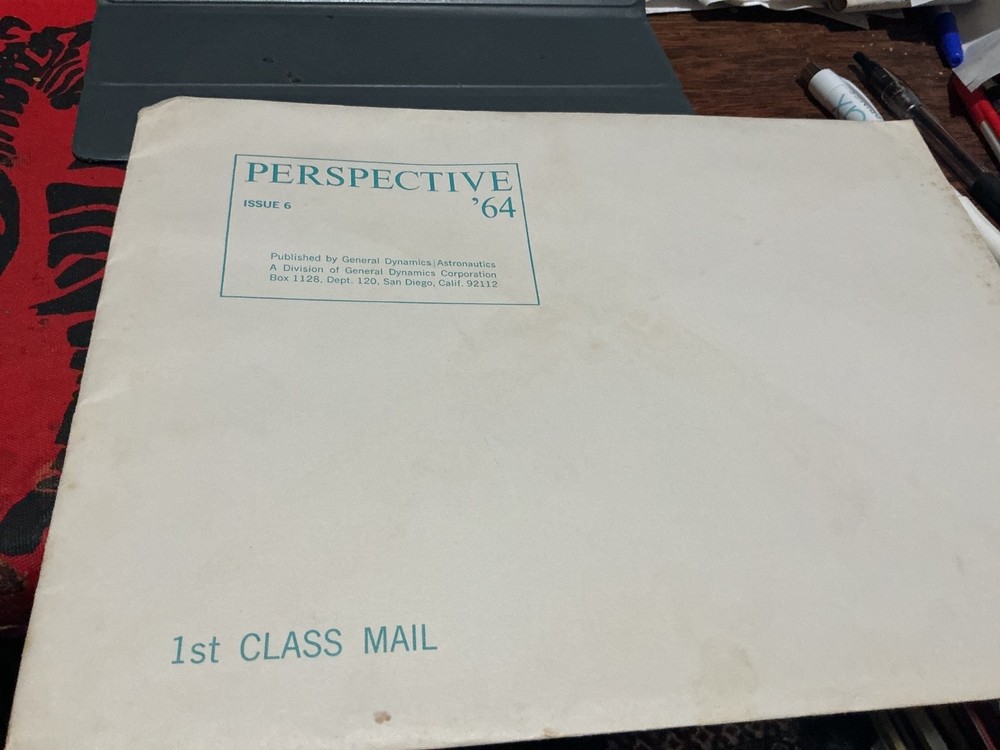 PERSPECTIVE
ISSUE 6 '64
Published by General Dynamics|Astronautics
A Division of General Dynamics Corporation
Box 1128, Dept. 120, San Diego, Calif. 92112
1st CLASS MAIL